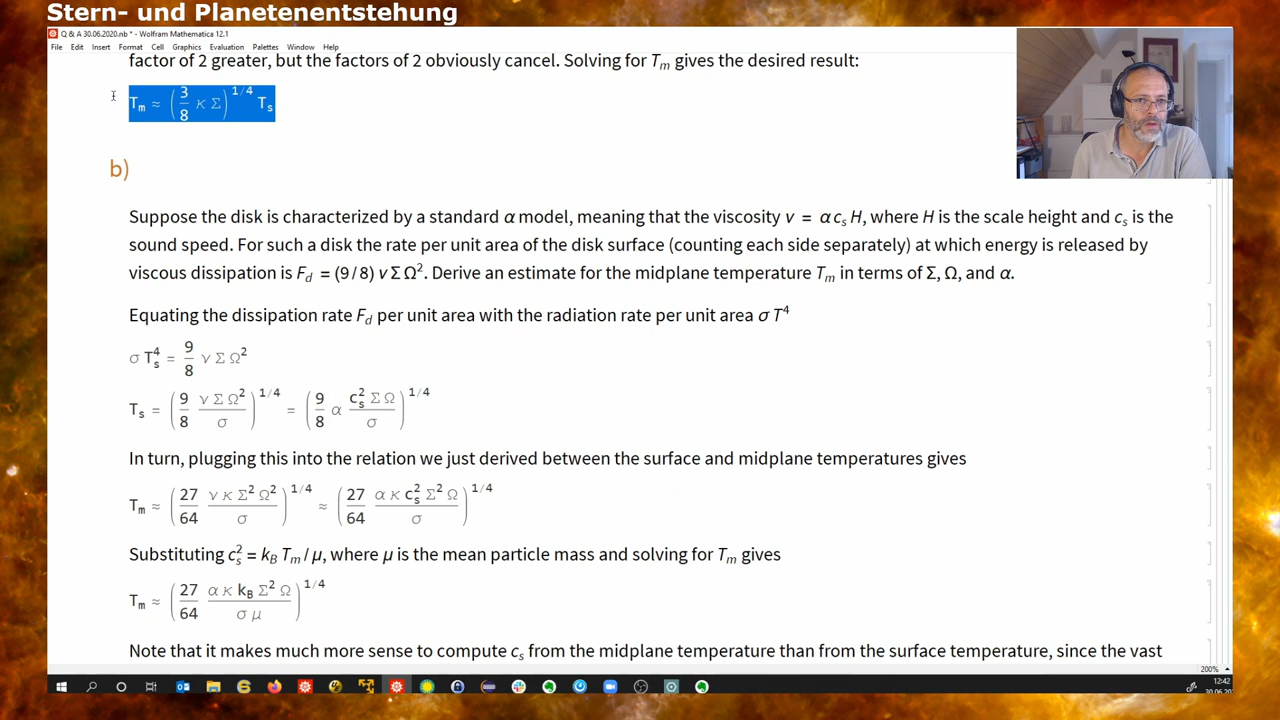 Stern- und Planetenentstehung
Q & A 30.06.2020.nb * - Wolfram Mathematica 12.1
File Edit Insert Format Cell Graphics Evaluation Palettes Window Help
factor of 2 greater, but the factors of 2 obviously cancel. Solving for Tm gives the desired result:
Tm ≈ (3/8 κ Σ)^1/4 Ts
b)
Suppose the disk is characterized by a standard α model, meaning that the viscosity ν = α cs H, where H is the scale height and cs is the
sound speed. For such a disk the rate per unit area of the disk surface (counting each side separately) at which energy is released by
viscous dissipation is Fd = (9/8) ν Σ Ω². Derive an estimate for the midplane temperature Tm in terms of Σ, Ω, and α.
Equating the dissipation rate Fd per unit area with the radiation rate per unit area σ T⁴
σ Ts⁴ = 9/8 ν Σ Ω²
Ts = (9/8 ν Σ Ω²/σ)^1/4 = (9/8 α cs² Σ Ω/σ)^1/4
In turn, plugging this into the relation we just derived between the surface and midplane temperatures gives
Tm ≈ (27/64 ν κ Σ² Ω²/σ)^1/4 ≈ (27/64 α κ cs² Σ² Ω/σ)^1/4
Substituting cs² = kB Tm / μ, where μ is the mean particle mass and solving for Tm gives
Tm ≈ (27/64 α κ kB Σ² Ω/σ μ)^1/4
Note that it makes much more sense to compute cs from the midplane temperature than from the surface temperature, since the vast
200%
12:42
30.06.2020